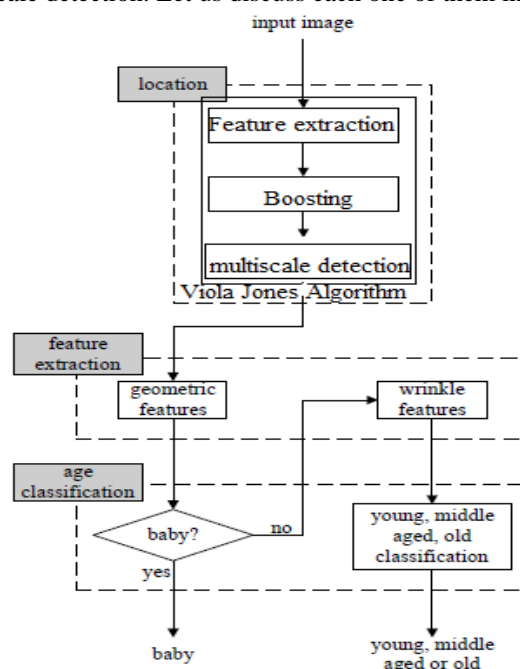 input image
location
Feature extraction
Boosting
multiscale detection
Viola Jones Algorithm
feature
extraction
geometric
features
wrinkle
features
age
classification
baby?
no
yes
young, middle
aged, old
classification
baby
young, middle
aged or old